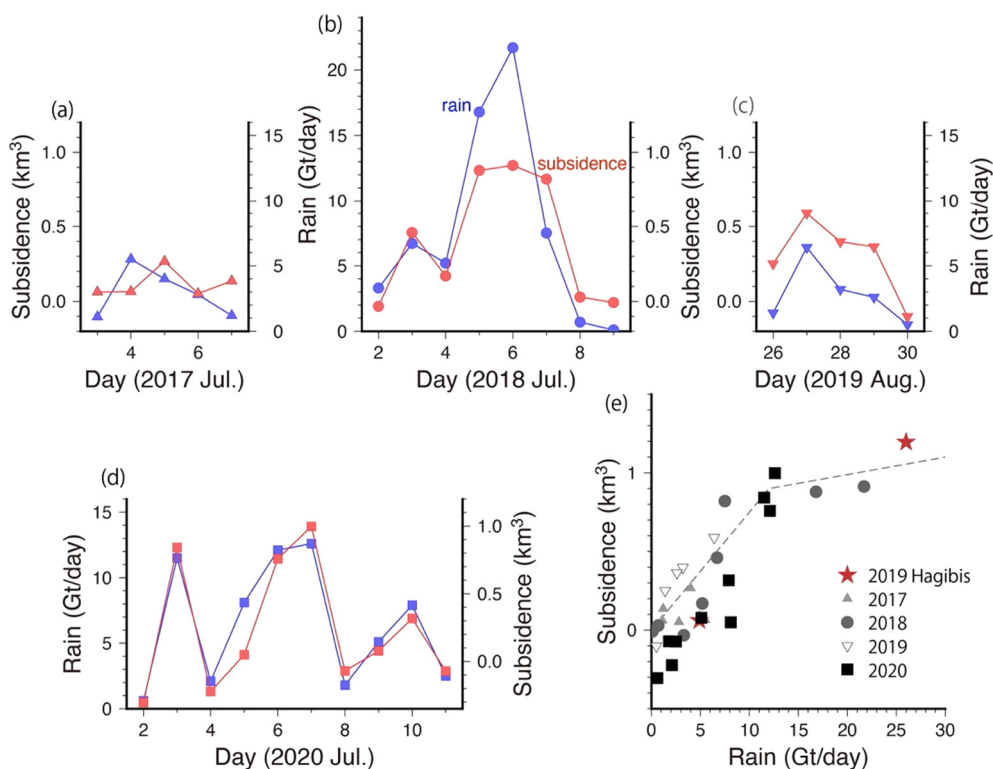 (a)
Subsidence (km³)
1.0
0.5
0.0
15
10
5
0
4
6
Day (2017 Jul.)
(b)
Rain (Gt/day)
20
15
10
5
0
rain
subsidence
1.0
0.5
0.0
Subsidence (km³)
2
4
6
8
Day (2018 Jul.)
(c)
1.0
0.5
0.0
15
10
5
0
Rain (Gt/day)
26
28
30
Day (2019 Aug.)
(d)
Rain (Gt/day)
15
10
5
0
1.0
0.5
0.0
Subsidence (km³)
2
4
6
8
10
Day (2020 Jul.)
(e)
Subsidence (km³)
1
0
2019 Hagibis
2017
2018
2019
2020
0
5
10
15
20
25
30
Rain (Gt/day)